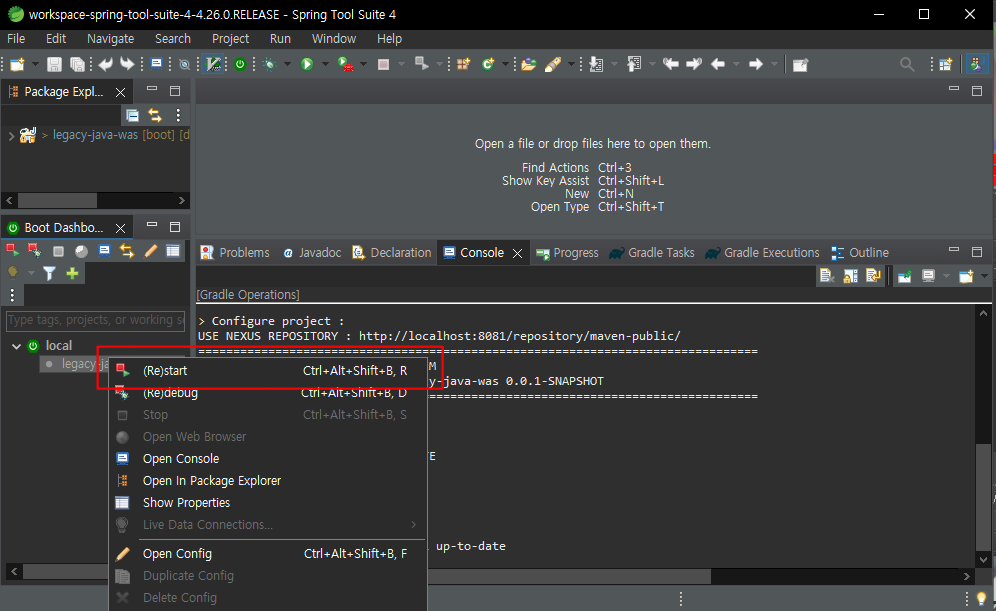 workspace-spring-tool-suite-4-4.26.0.RELEASE - Spring Tool Suite 4
File Edit Navigate Search Project Run Window Help
Package Expl...
> legacy-java-was [boot] [d
Open a file or drop files here to open them.
Find Actions Ctrl+3
Show Key Assist Ctrl+Shift+L
New Ctrl+N
Open Type Ctrl+Shift+T
Boot Dashbo...
Type tags, projects, or working s
local
legacy-ja
Problems Javadoc Declaration Console Progress Gradle Tasks Gradle Executions Outline
[Gradle Operations]
> Configure project :
USE NEXUS REPOSITORY : http://localhost:8081/repository/maven-public/
================================================================================
M
y-java-was 0.0.1-SNAPSHOT
E
up-to-date
(Re)start Ctrl+Alt+Shift+B, R
(Re)debug Ctrl+Alt+Shift+B, D
Stop Ctrl+Alt+Shift+B, S
Open Web Browser
Open Console
Open In Package Explorer
Show Properties
Live Data Connections...
Open Config Ctrl+Alt+Shift+B, F
Duplicate Config
Delete Config